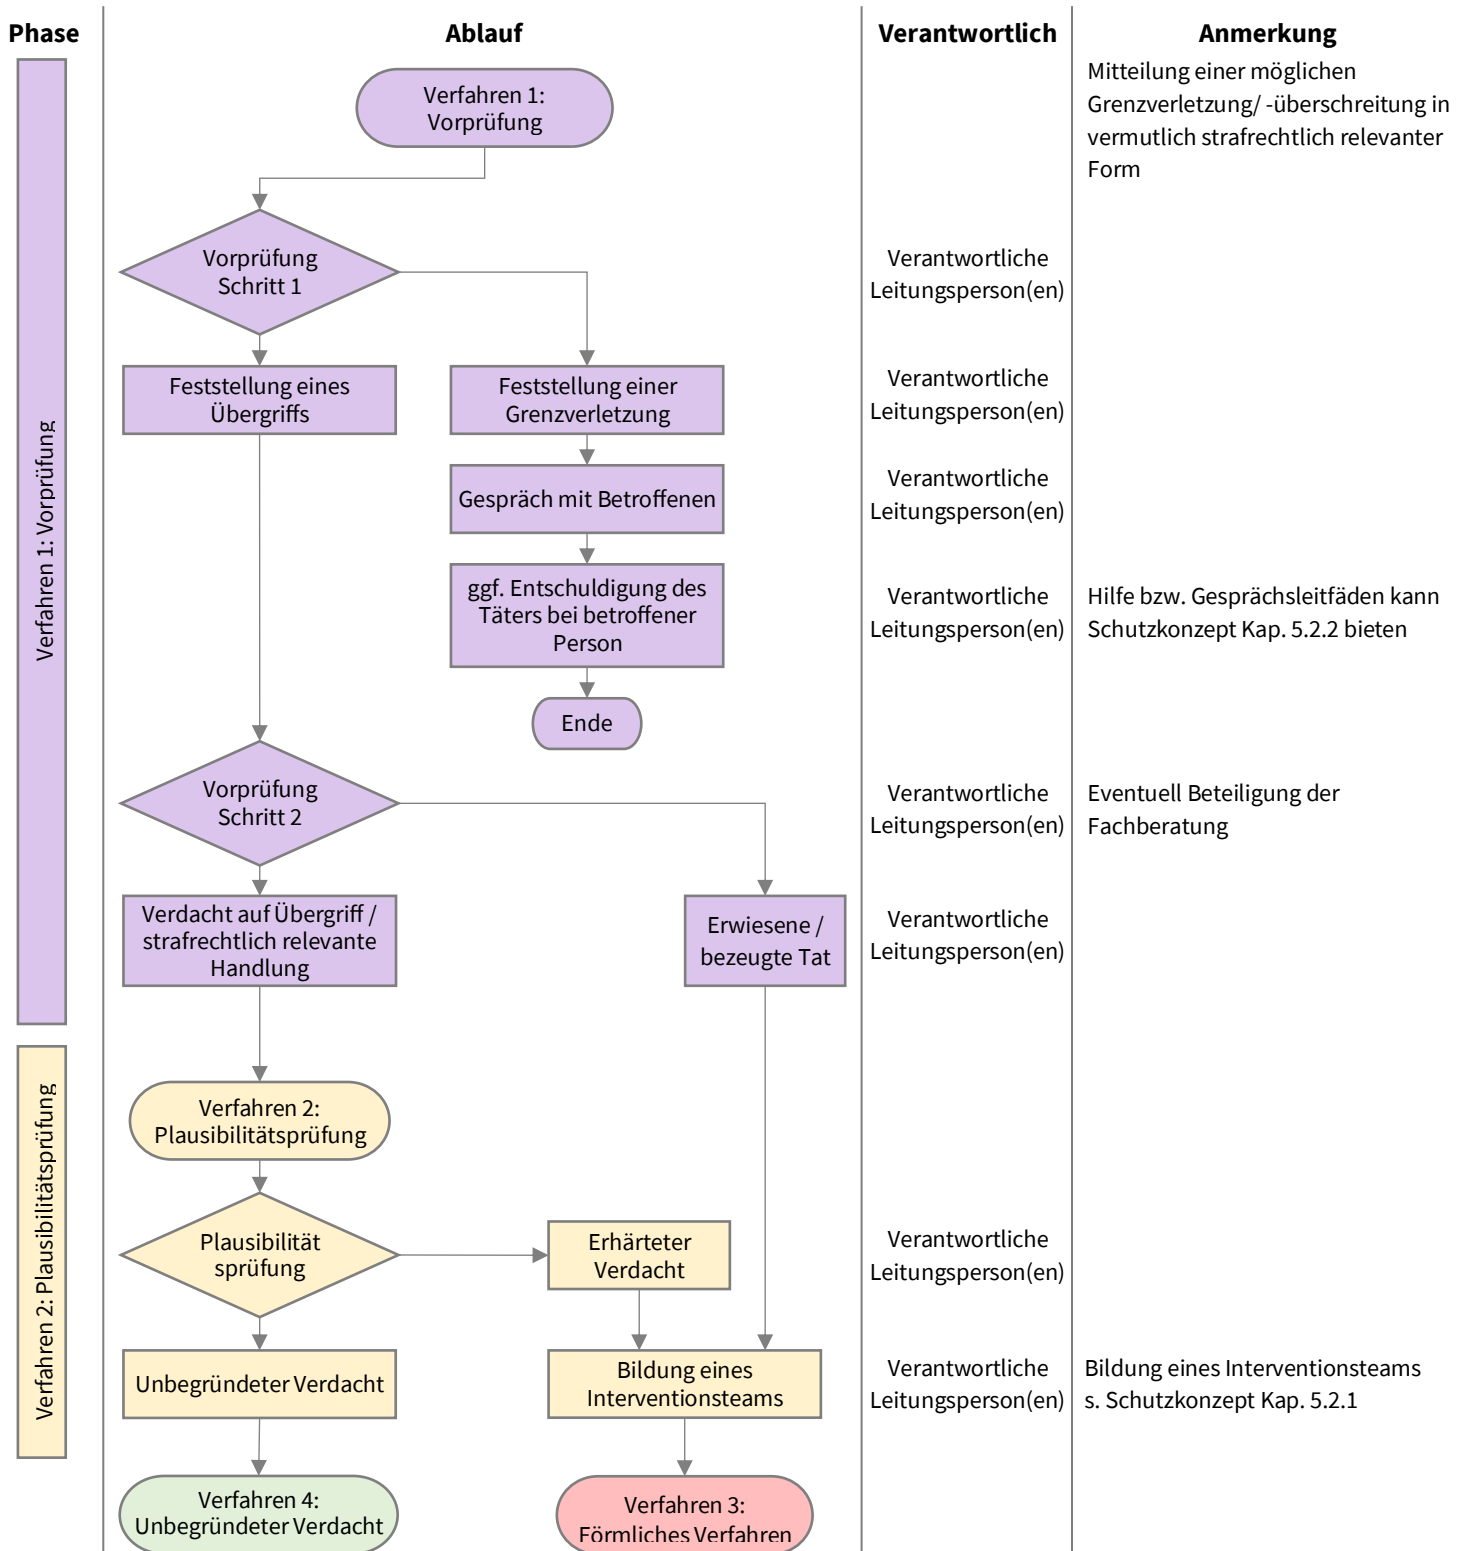 Phase
Ablauf
Verantwortlich
Anmerkung
Verfahren 1: Vorprüfung
Verfahren 1:
Vorprüfung
Mitteilung einer möglichen
Grenzverletzung/ -überschreitung in
vermutlich strafrechtlich relevanter
Form
Vorprüfung
Schritt 1
Verantwortliche
Leitungsperson(en)
Feststellung eines
Übergriffs
Feststellung einer
Grenzverletzung
Verantwortliche
Leitungsperson(en)
Gespräch mit Betroffenen
Verantwortliche
Leitungsperson(en)
ggf. Entschuldigung des
Täters bei betroffener
Person
Verantwortliche
Leitungsperson(en)
Hilfe bzw. Gesprächsleitfäden kann
Schutzkonzept Kap. 5.2.2 bieten
Ende
Vorprüfung
Schritt 2
Verantwortliche
Leitungsperson(en)
Eventuell Beteiligung der
Fachberatung
Verdacht auf Übergriff /
strafrechtlich relevante
Handlung
Erwiesene /
bezeugte Tat
Verantwortliche
Leitungsperson(en)
Verfahren 2: Plausibilitätsprüfung
Verfahren 2:
Plausibilitätsprüfung
Plausibilität
sprüfung
Erhärteter
Verdacht
Verantwortliche
Leitungsperson(en)
Unbegründeter Verdacht
Bildung eines
Interventionsteams
Verantwortliche
Leitungsperson(en)
Bildung eines Interventionsteams
s. Schutzkonzept Kap. 5.2.1
Verfahren 4:
Unbegründeter Verdacht
Verfahren 3:
Förmliches Verfahren